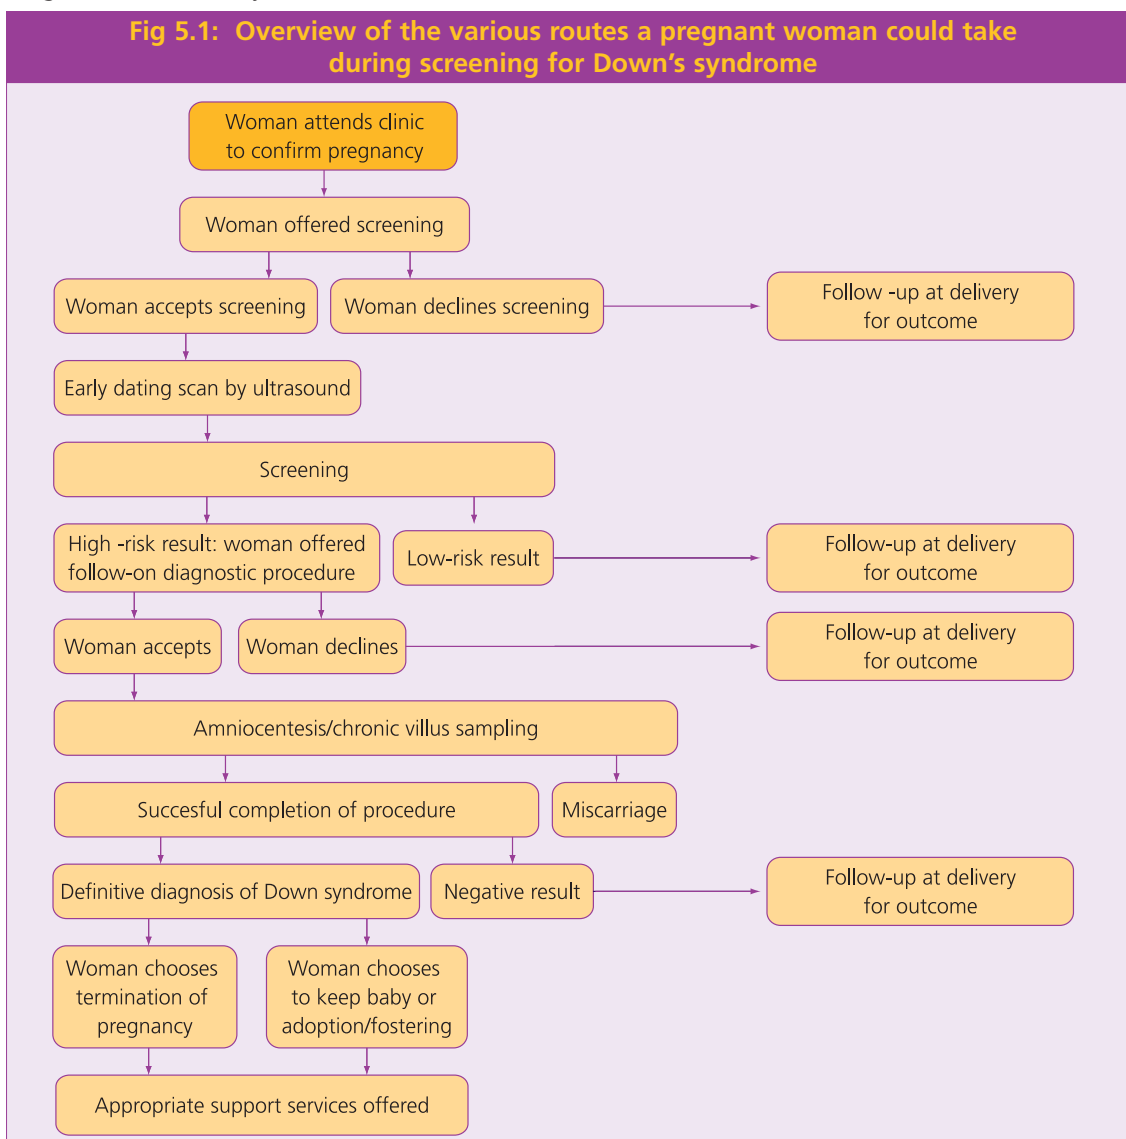 Fig 5.1: Overview of the various routes a pregnant woman could take
during screening for Down's syndrome
Woman attends clinic
to confirm pregnancy
Woman offered screening
Woman accepts screening
Woman declines screening
Follow -up at delivery
for outcome
Early dating scan by ultrasound
Screening
High -risk result: woman offered
follow-on diagnostic procedure
Low-risk result
Follow-up at delivery
for outcome
Woman accepts
Woman declines
Follow-up at delivery
for outcome
Amniocentesis/chronic villus sampling
Succesful completion of procedure
Miscarriage
Definitive diagnosis of Down syndrome
Negative result
Follow-up at delivery
for outcome
Woman chooses
termination of
pregnancy
Woman chooses
to keep baby or
adoption/fostering
Appropriate support services offered